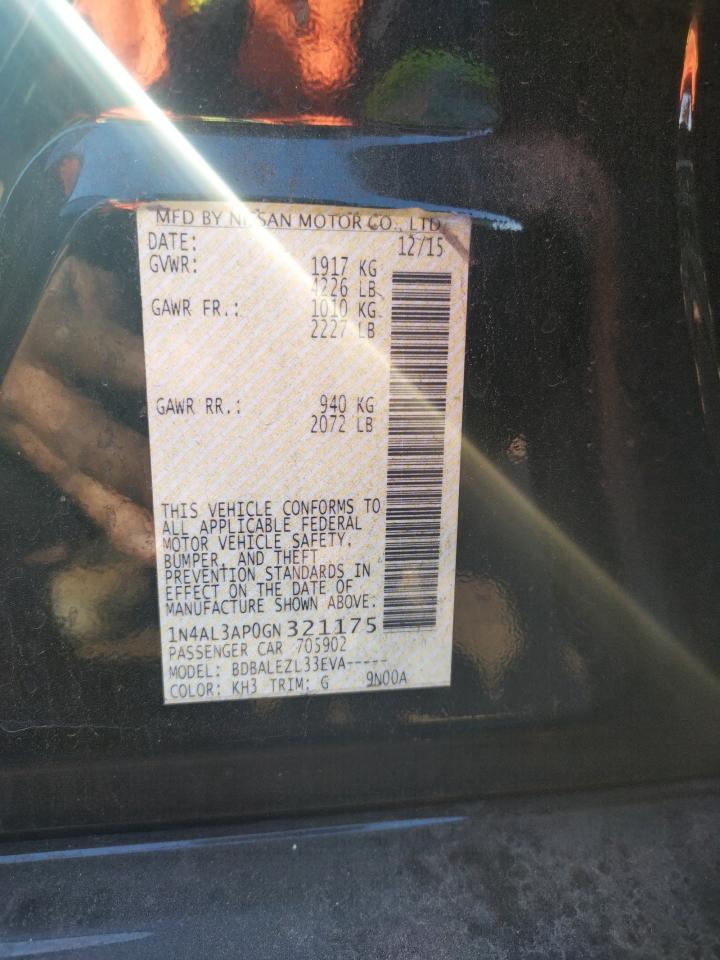 MFD BY NISSAN MOTOR CO., LTD
DATE: 12/15
GVWR: 1917 KG
4226 LB
GAWR FR.: 1010 KG
2227 LB
GAWR RR.: 940 KG
2072 LB
THIS VEHICLE CONFORMS TO
ALL APPLICABLE FEDERAL
MOTOR VEHICLE SAFETY,
BUMPER, AND THEFT
PREVENTION STANDARDS IN
EFFECT ON THE DATE OF
MANUFACTURE SHOWN ABOVE.
1N4AL3AP0GN321175
PASSENGER CAR 705902
MODEL: BDBALEZL33EVA-----
COLOR: KH3 TRIM: G 9N00A